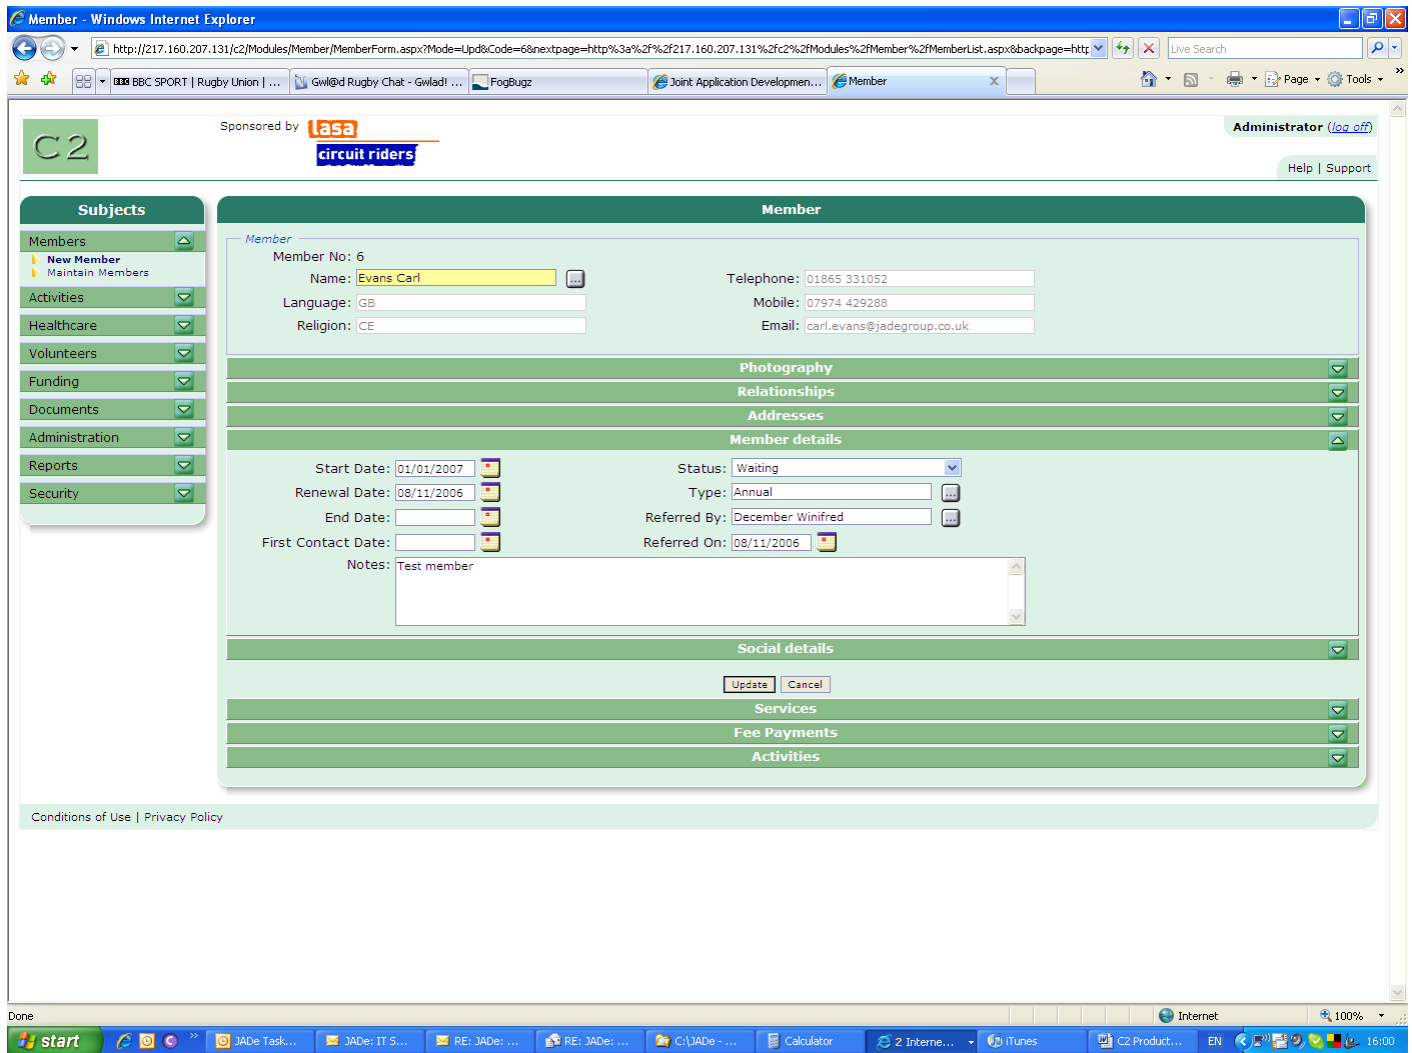 Member - Windows Internet Explorer
http://217.160.207.131/c2/Modules/Member/MemberForm.aspx?Mode=Upd&Code=6&nextpage=http%3a%2f%2f217.160.207.131%2fc2%2fModules%2fMember%2fMemberList.aspx&backpage=http
Live Search
BBC SPORT | Rugby Union | ...
Gwl@d Rugby Chat - Gwlad! ...
FogBugz
Joint Application Developmen...
Member
Page
Tools
C2
Sponsored by
lasa
circuit riders
Administrator (log off)
Help | Support
Subjects
Members
New Member
Maintain Members
Activities
Healthcare
Volunteers
Funding
Documents
Administration
Reports
Security
Member
Member
Member No: 6
Name: Evans Carl ...
Telephone: 01865 331052
Language: GB
Mobile: 07974 429288
Religion: CE
Email: carl.evans@jadegroup.co.uk
Photography
Relationships
Addresses
Member details
Start Date: 01/01/2007
Status: Waiting
Renewal Date: 08/11/2006
Type: Annual ...
End Date:
Referred By: December Winifred ...
First Contact Date:
Referred On: 08/11/2006
Notes: Test member
Social details
Update Cancel
Services
Fee Payments
Activities
Conditions of Use | Privacy Policy
Done
Internet
100%
start
JADe Task...
JADe: IT S...
RE: JADe: ...
RE: JADe: ...
C:\JADe - ...
Calculator
2 Interne...
iTunes
C2 Product...
EN
16:00